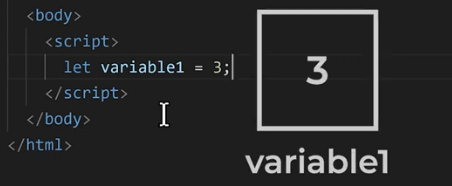 <body>
<script>
let variable1 = 3;
</script>
</body>
</html>
3
variable1